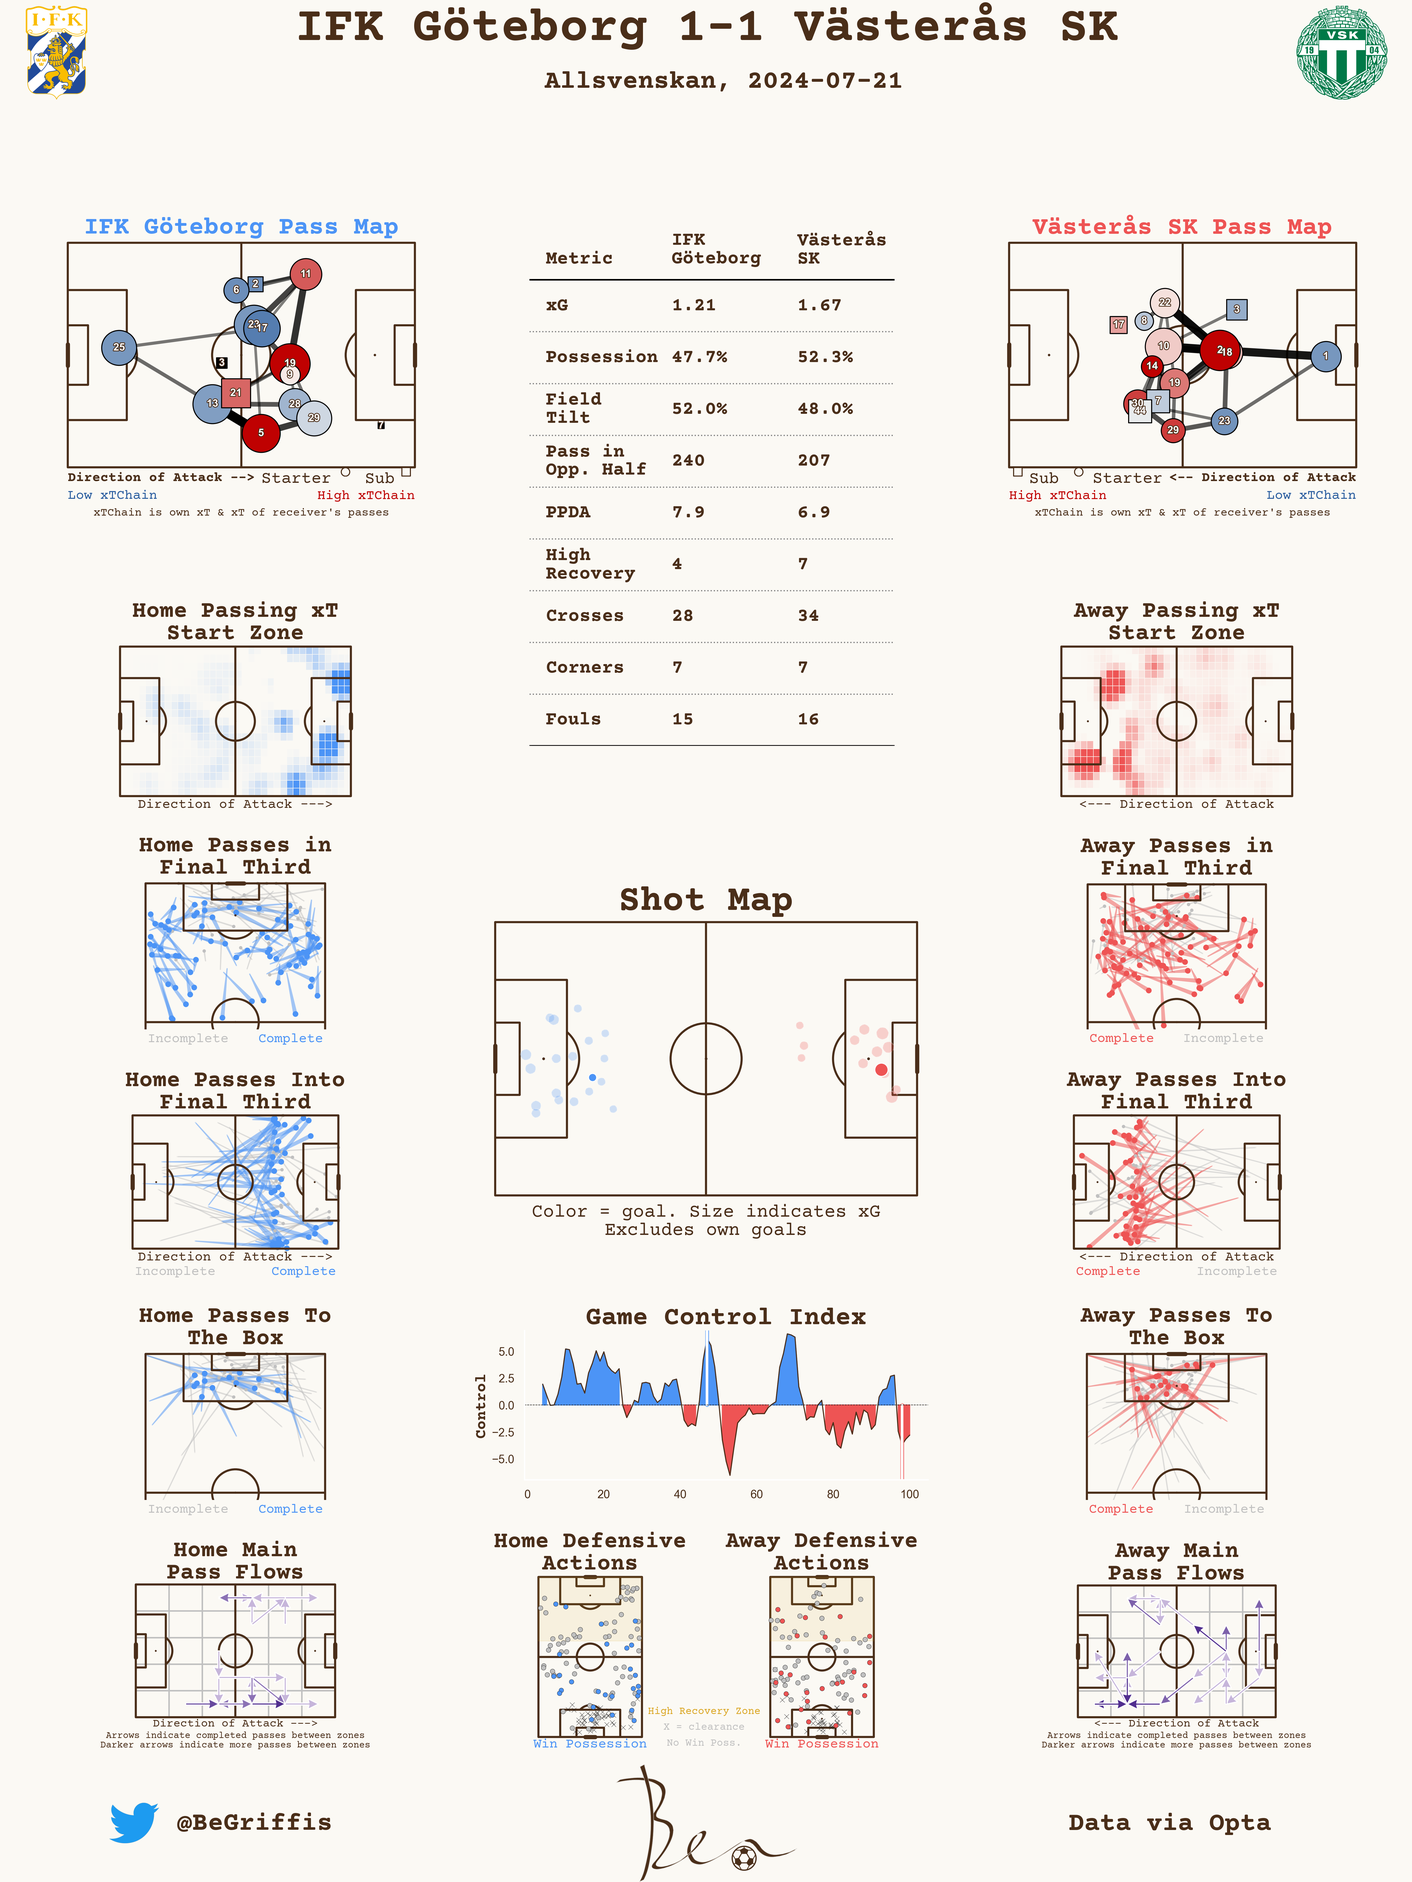 IFK Göteborg 1-1 Västerås SK
Allsvenskan, 2024-07-21
I·F·K
VSK
19 04
IFK Göteborg Pass Map
11
6
2
23
17
25
3
19
9
21
13
28
29
5
7
Direction of Attack --> Starter Sub
Low xTChain High xTChain
xTChain is own xT & xT of receiver's passes
Metric IFK Göteborg Västerås SK
xG 1.21 1.67
Possession 47.7% 52.3%
Field Tilt 52.0% 48.0%
Pass in Opp. Half 240 207
PPDA 7.9 6.9
High Recovery 4 7
Crosses 28 34
Corners 7 7
Fouls 15 16
Västerås SK Pass Map
22
3
8
17
10
2
18
1
14
19
30
7
44
29
23
Sub Starter <-- Direction of Attack
High xTChain Low xTChain
xTChain is own xT & xT of receiver's passes
Home Passing xT
Start Zone
Direction of Attack --->
Away Passing xT
Start Zone
<--- Direction of Attack
Home Passes in
Final Third
Incomplete Complete
Away Passes in
Final Third
Complete Incomplete
Shot Map
Color = goal. Size indicates xG
Excludes own goals
Home Passes Into
Final Third
Direction of Attack --->
Incomplete Complete
Away Passes Into
Final Third
<--- Direction of Attack
Complete Incomplete
Home Passes To
The Box
Incomplete Complete
Game Control Index
Control
5.0
2.5
0.0
−2.5
−5.0
0 20 40 60 80 100
Away Passes To
The Box
Complete Incomplete
Home Main
Pass Flows
Direction of Attack --->
Arrows indicate completed passes between zones
Darker arrows indicate more passes between zones
Home Defensive
Actions
Win Possession
Away Defensive
Actions
Win Possession
High Recovery Zone
X = clearance
No Win Poss.
Away Main
Pass Flows
<--- Direction of Attack
Arrows indicate completed passes between zones
Darker arrows indicate more passes between zones
@BeGriffis
Ben
Data via Opta